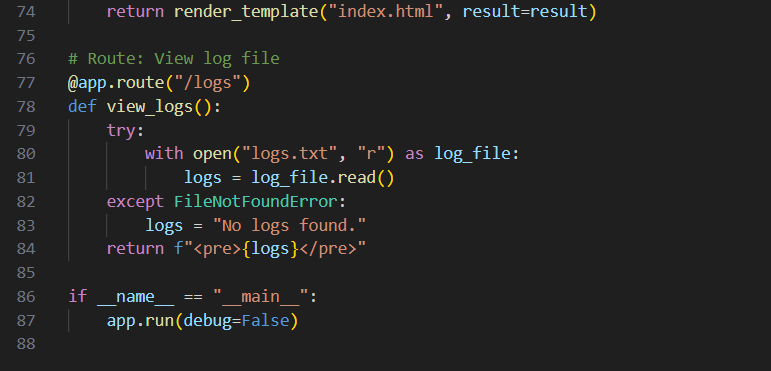 74 return render_template("index.html", result=result)
75
76 # Route: View log file
77 @app.route("/logs")
78 def view_logs():
79 try:
80 with open("logs.txt", "r") as log_file:
81 logs = log_file.read()
82 except FileNotFoundError:
83 logs = "No logs found."
84 return f"<pre>{logs}</pre>"
85
86 if __name__ == "__main__":
87 app.run(debug=False)
88